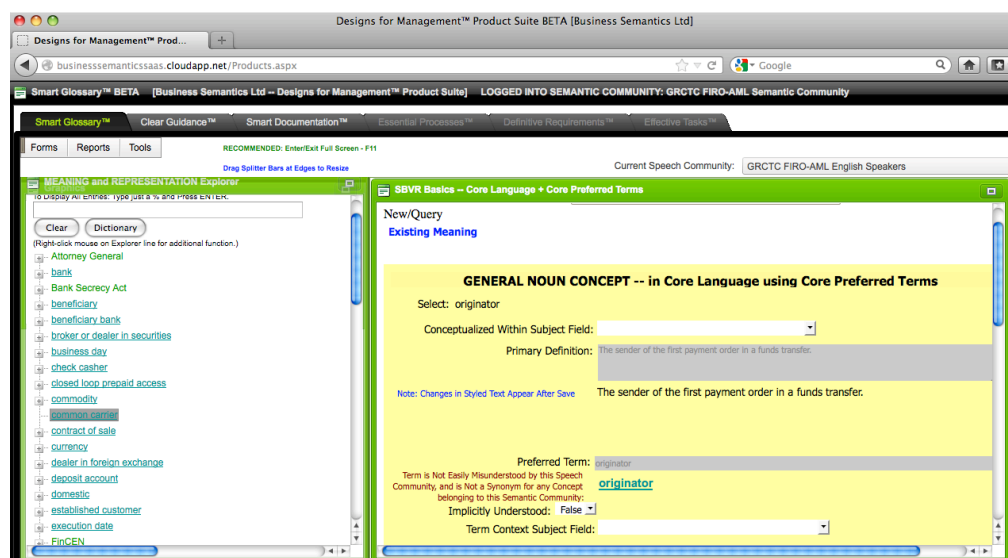 Designs for Management™ Product Suite BETA [Business Semantics Ltd]
Designs for Management™ Prod...
businesssemanticssaas.cloudapp.net/Products.aspx
Google
Smart Glossary™ BETA [Business Semantics Ltd -- Designs for Management™ Product Suite] LOGGED INTO SEMANTIC COMMUNITY: GRCTC FIRO-AML Semantic Community
Smart Glossary™ Clear Guidance™ Smart Documentation™ Essential Processes™ Definitive Requirements™ Effective Tasks™
Forms Reports Tools
RECOMMENDED: Enter/Exit Full Screen - F11
Drag Splitter Bars at Edges to Resize
Current Speech Community: GRCTC FIRO-AML English Speakers
MEANING and REPRESENTATION Explorer
Graphics
To Display All Entries: Type just a % and Press ENTER.
Clear Dictionary
(Right-click mouse on Explorer line for additional function.)
Attorney General
bank
Bank Secrecy Act
beneficiary
beneficiary bank
broker or dealer in securities
business day
check casher
closed loop prepaid access
commodity
common carrier
contract of sale
currency
dealer in foreign exchange
deposit account
domestic
established customer
execution date
FinCEN
SBVR Basics -- Core Language + Core Preferred Terms
New/Query
Existing Meaning
GENERAL NOUN CONCEPT -- in Core Language using Core Preferred Terms
Select: originator
Conceptualized Within Subject Field:
Primary Definition: The sender of the first payment order in a funds transfer.
Note: Changes in Styled Text Appear After Save The sender of the first payment order in a funds transfer.
Preferred Term: originator
Term is Not Easily Misunderstood by this Speech
Community, and is Not a Synonym for any Concept
belonging to this Semantic Community:
originator
Implicitly Understood: False
Term Context Subject Field: